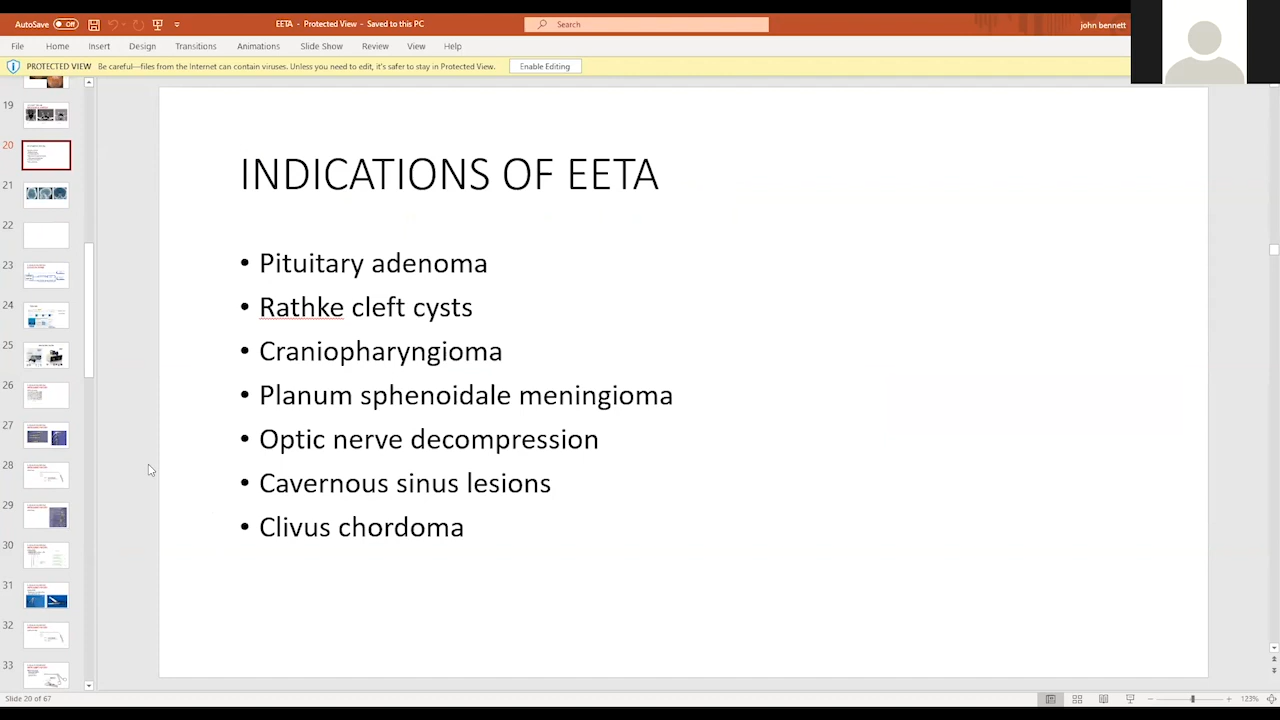 AutoSave Off
EETA - Protected View - Saved to this PC
Search
john bennett
File Home Insert Design Transitions Animations Slide Show Review View Help
PROTECTED VIEW Be careful—files from the Internet can contain viruses. Unless you need to edit, it's safer to stay in Protected View. Enable Editing
19
20
21
22
23
24
25
26
27
28
29
30
31
32
33
INDICATIONS OF EETA
• Pituitary adenoma
• Rathke cleft cysts
• Craniopharyngioma
• Planum sphenoidale meningioma
• Optic nerve decompression
• Cavernous sinus lesions
• Clivus chordoma
Slide 20 of 67
123%